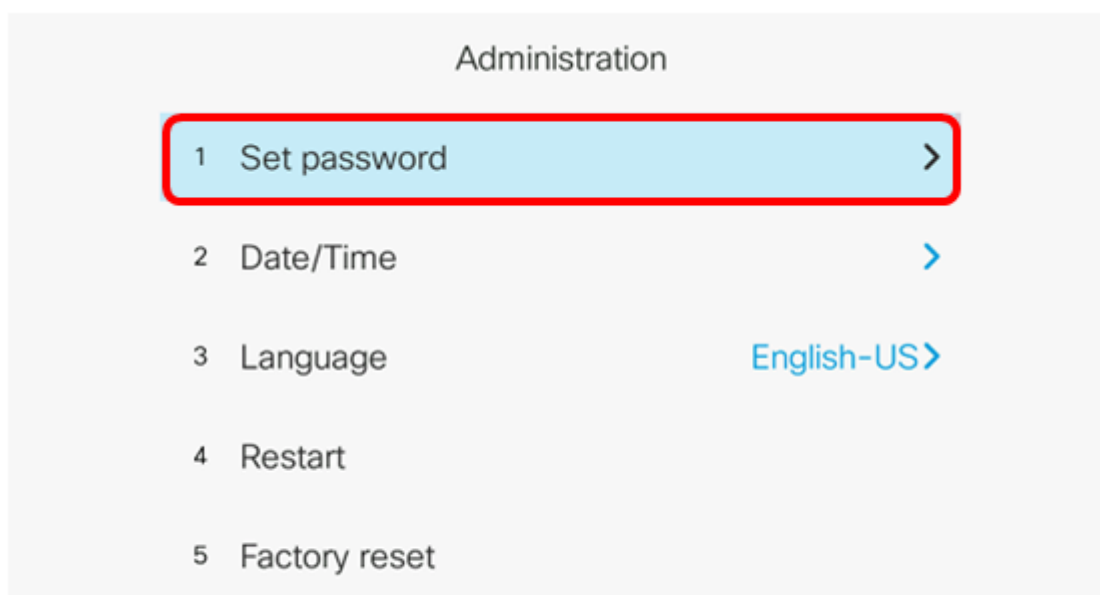 Administration
1 Set password
2 Date/Time
3 Language English-US
4 Restart
5 Factory reset